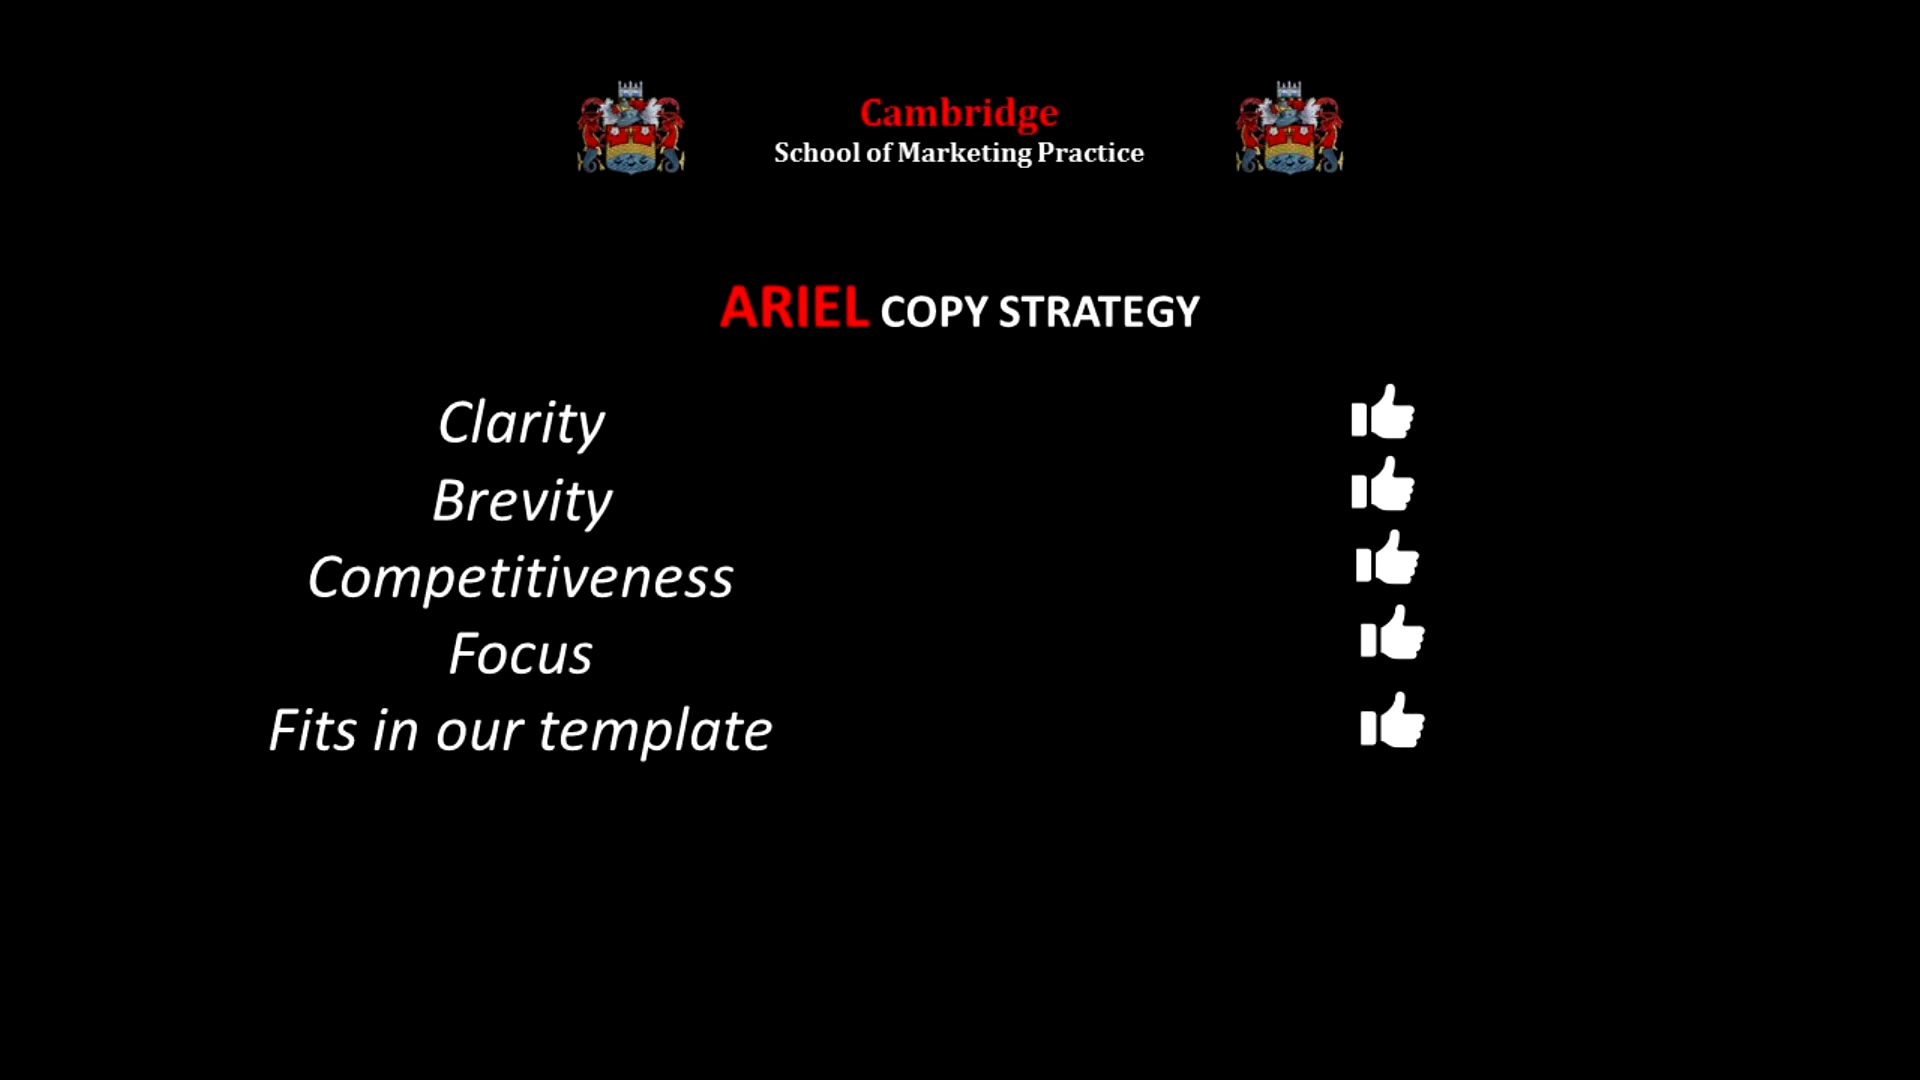 Cambridge
School of Marketing Practice
ARIEL COPY STRATEGY
Clarity
Brevity
Competitiveness
Focus
Fits in our template